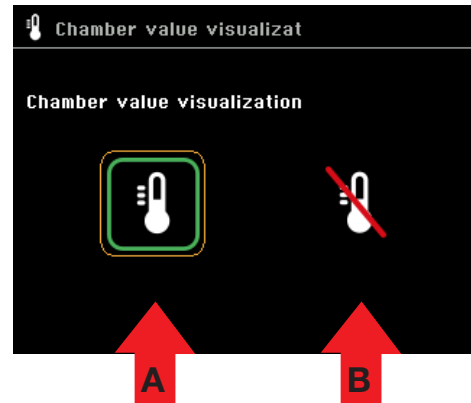 Chamber value visualizat
Chamber value visualization
A
B